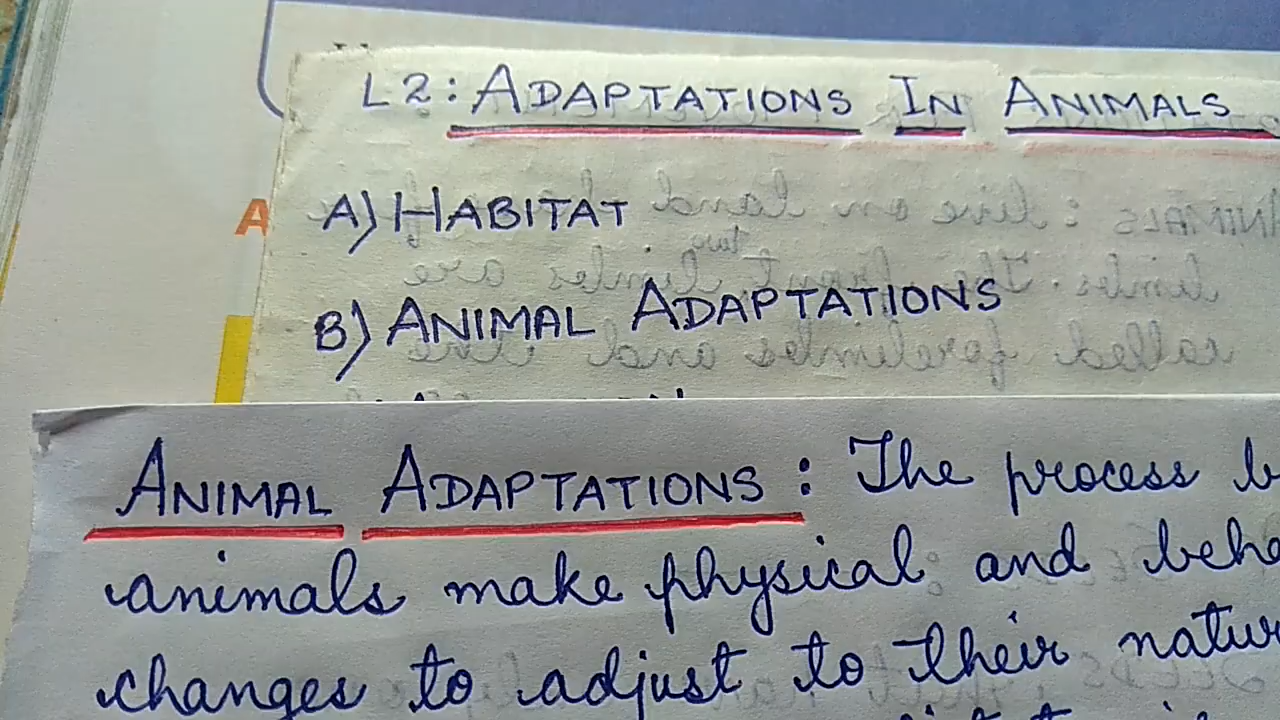 L2: ADAPTATIONS IN ANIMALS
A
A) HABITAT
B) ANIMAL ADAPTATIONS
ANIMAL ADAPTATIONS: The process
animals make physical and
changes to adjust to their